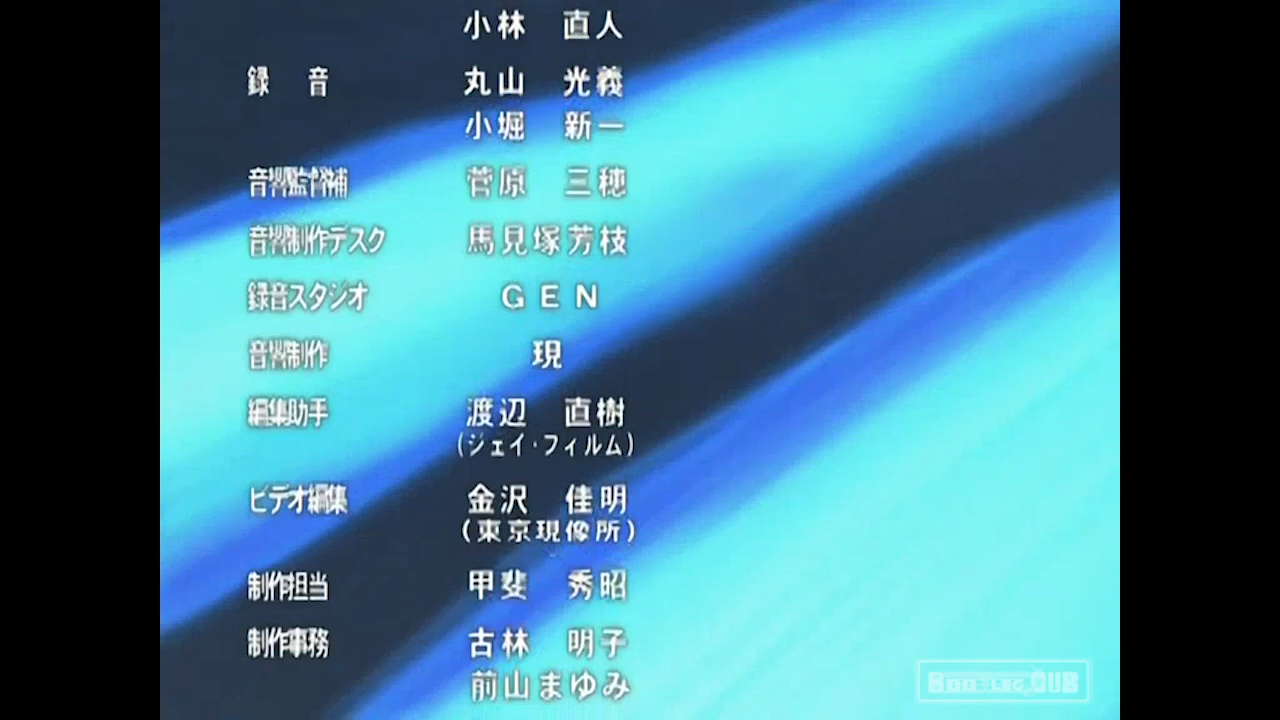 小林 直人
録 音 丸山 光義
小堀 新一
音響監督補 菅原 三穂
音響制作デスク 馬見塚芳枝
録音スタジオ GEN
音響制作 現
編集助手 渡辺 直樹
(ジェイ・フィルム)
ビデオ編集 金沢 佳明
(東京現像所)
制作担当 甲斐 秀昭
制作事務 古林 明子
前山まゆみ